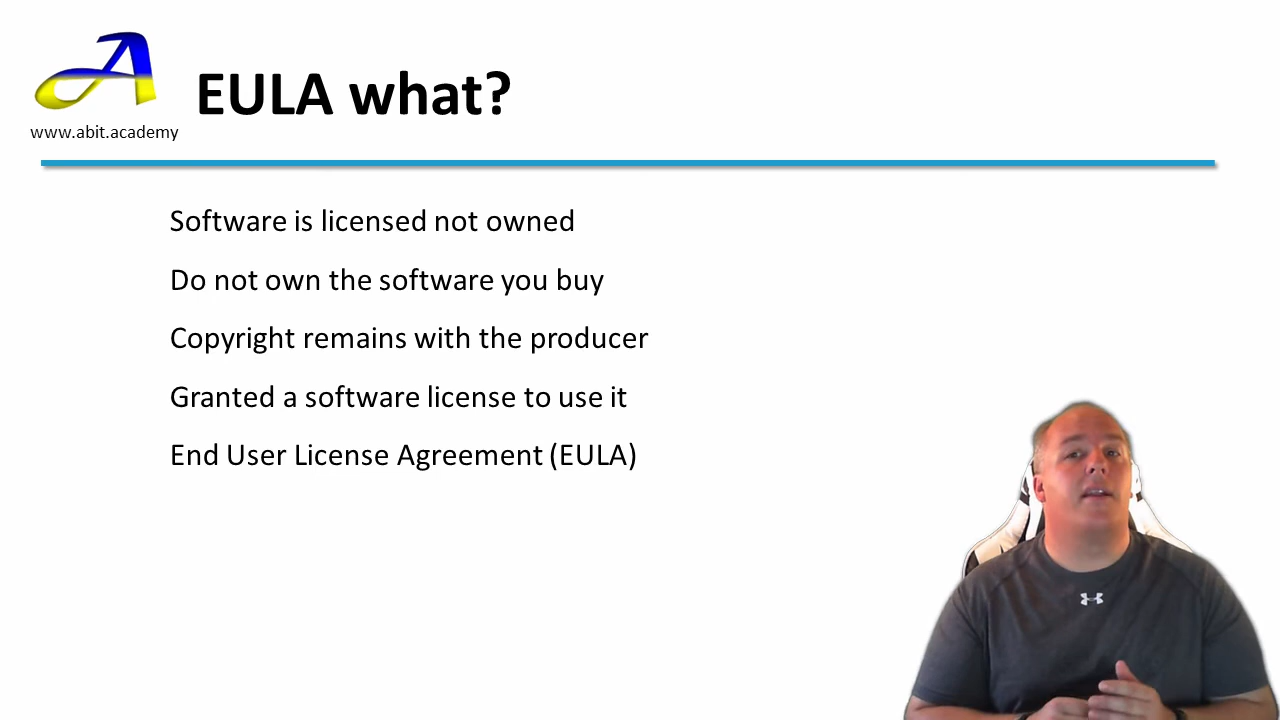 EULA what?
www.abit.academy
Software is licensed not owned
Do not own the software you buy
Copyright remains with the producer
Granted a software license to use it
End User License Agreement (EULA)